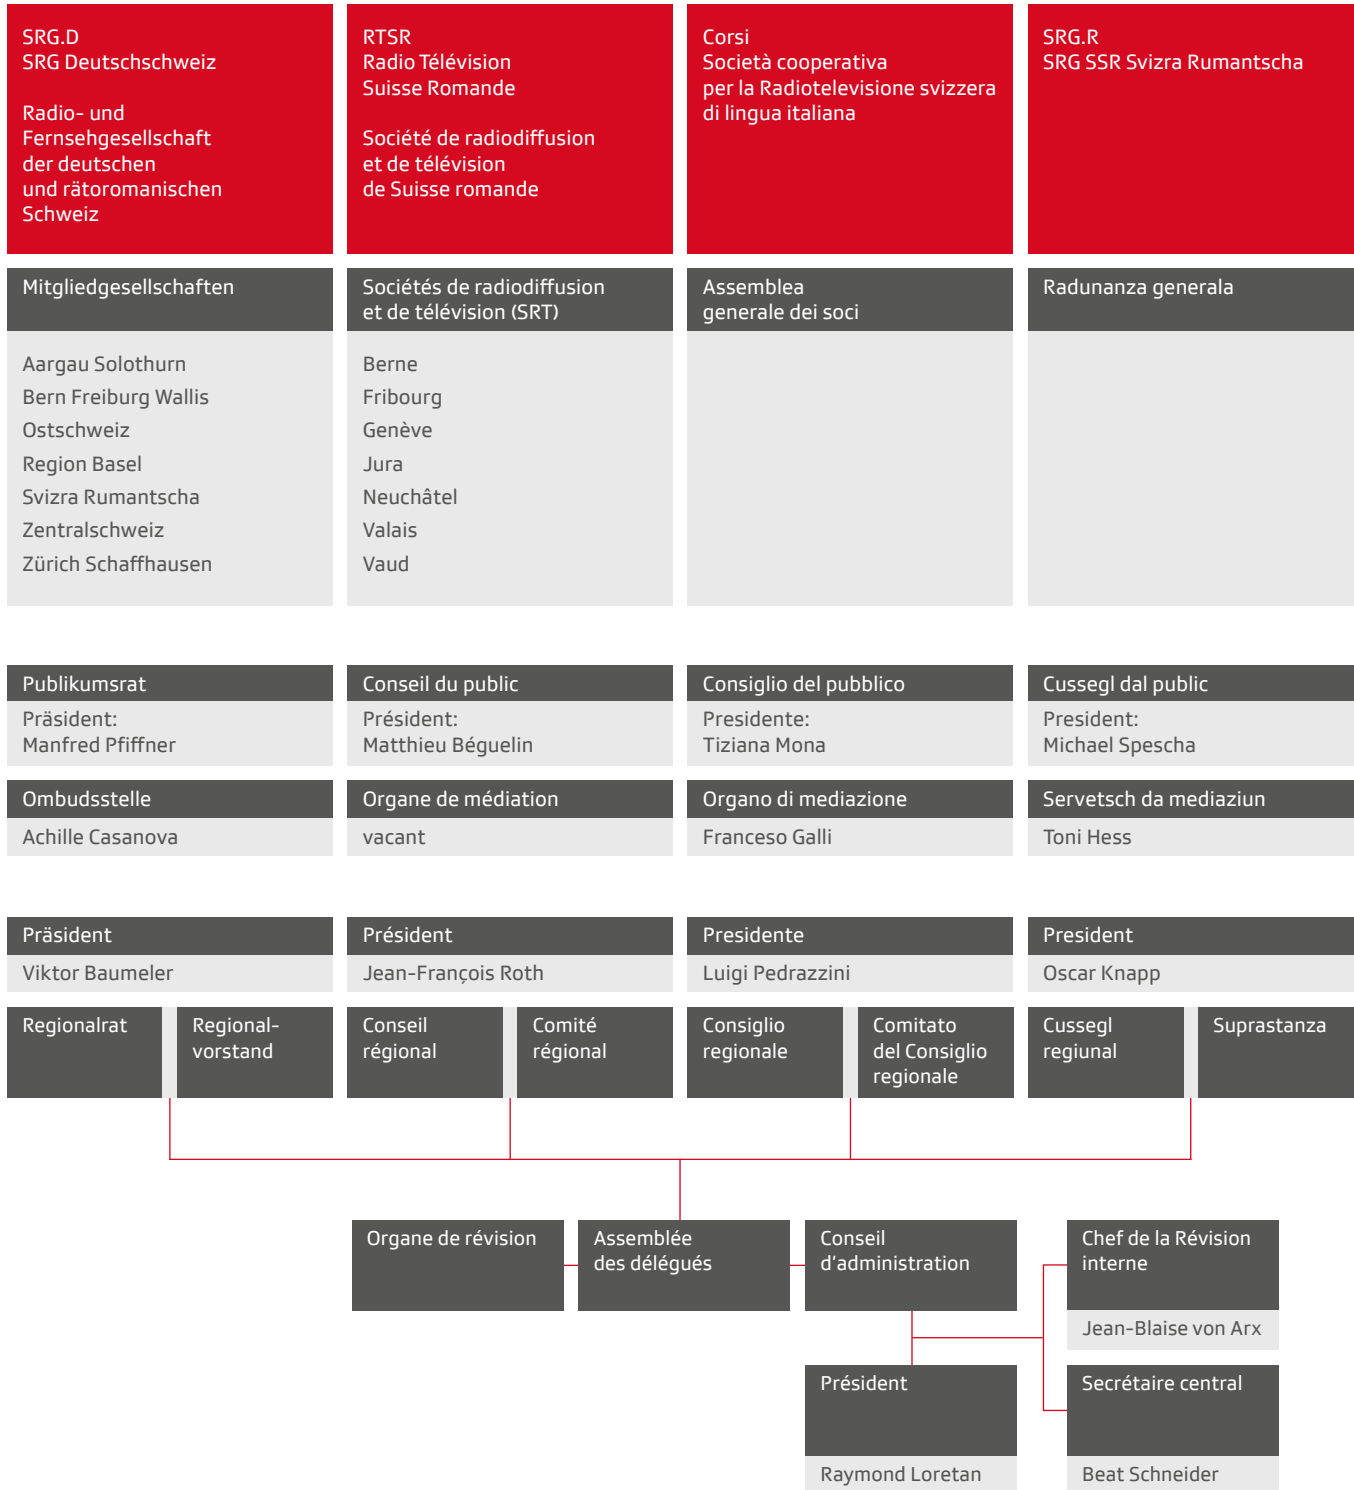 SRG.D
SRG Deutschschweiz
Radio- und
Fernsehgesellschaft
der deutschen
und rätoromanischen
Schweiz
RTSR
Radio Télévision
Suisse Romande
Société de radiodiffusion
et de télévision
de Suisse romande
Corsi
Società cooperativa
per la Radiotelevisione svizzera
di lingua italiana
SRG.R
SRG SSR Svizra Rumantscha
Mitgliedgesellschaften
Sociétés de radiodiffusion
et de télévision (SRT)
Assemblea
generale dei soci
Radunanza generala
Aargau Solothurn
Bern Freiburg Wallis
Ostschweiz
Region Basel
Svizra Rumantscha
Zentralschweiz
Zürich Schaffhausen
Berne
Fribourg
Genève
Jura
Neuchâtel
Valais
Vaud
Publikumsrat
Präsident:
Manfred Pfiffner
Conseil du public
Président:
Matthieu Béguelin
Consiglio del pubblico
Presidente:
Tiziana Mona
Cussegl dal public
President:
Michael Spescha
Ombudsstelle
Achille Casanova
Organe de médiation
vacant
Organo di mediazione
Franceso Galli
Servetsch da mediaziun
Toni Hess
Präsident
Viktor Baumeler
Président
Jean-François Roth
Presidente
Luigi Pedrazzini
President
Oscar Knapp
Regionalrat
Regional-
vorstand
Conseil
régional
Comité
régional
Consiglio
regionale
Comitato
del Consiglio
regionale
Cussegl
regiunal
Suprastanza
Organe de révision
Assemblée
des délégués
Conseil
d’administration
Chef de la Révision
interne
Jean-Blaise von Arx
Président
Raymond Loretan
Secrétaire central
Beat Schneider